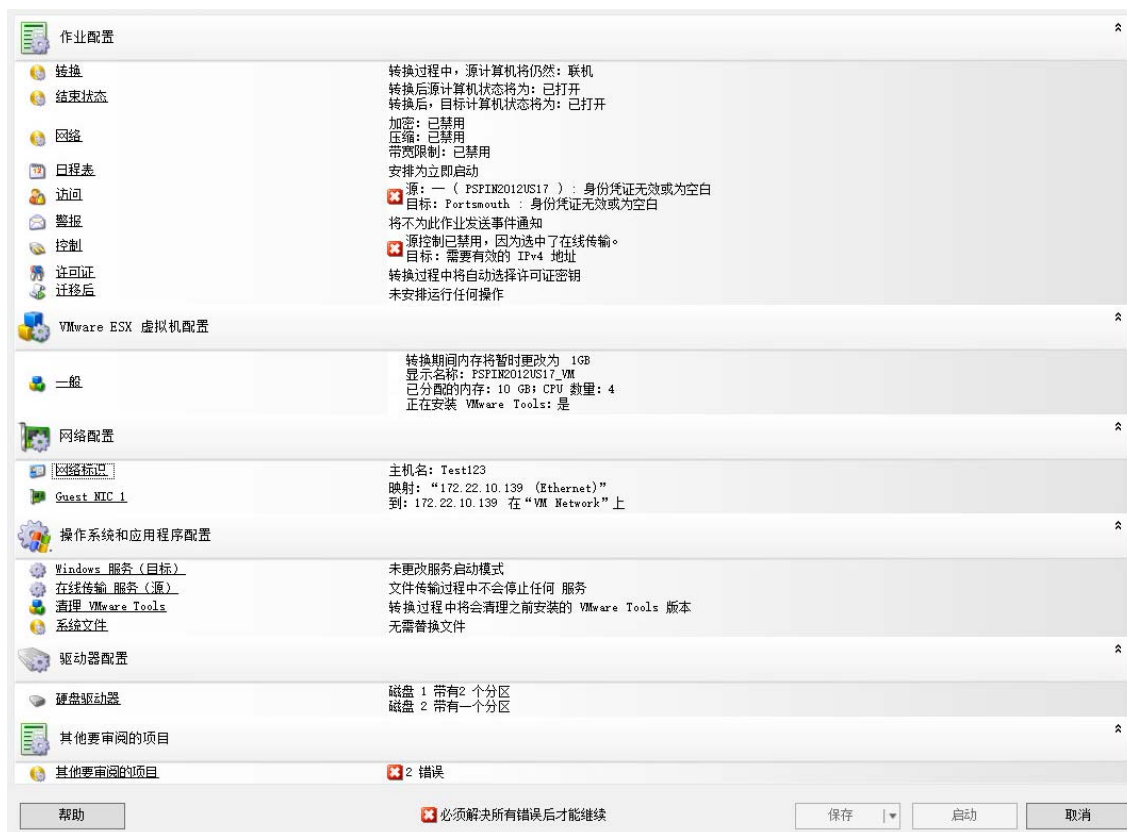 作业配置
转换 转换过程中，源计算机将仍然：联机
结束状态 转换后源计算机状态将为：已打开
转换后，目标计算机状态将为：已打开
网络 加密：已禁用
压缩：已禁用
带宽限制：已禁用
日程表 安排为立即启动
访问 源：一（ PSPIN2012US17 ）：身份凭证无效或为空白
目标：Portsmouth ：身份凭证无效或为空白
警报 将不为此作业发送事件通知
控制 源控制已禁用，因为选中了在线传输。
目标：需要有效的 IPv4 地址
许可证 转换过程中将自动选择许可证密钥
迁移后 未安排运行任何操作
VMware ESX 虚拟机配置
一般 转换期间内存将暂时更改为 1GB
显示名称：PSPIN2012US17_VM
已分配的内存：10 GB；CPU 数量：4
正在安装 VMware Tools：是
网络配置
网络标识 主机名：Test123
Guest NIC 1 映射：“172.22.10.139 (Ethernet)”
到：172.22.10.139 在“VM Network”上
操作系统和应用程序配置
Windows 服务（目标） 未更改服务启动模式
在线传输 服务（源） 文件传输过程中不会停止任何 服务
清理 VMware Tools 转换过程中将会清理之前安装的 VMware Tools 版本
系统文件 无需替换文件
驱动器配置
硬盘驱动器 磁盘 1 带有2 个分区
磁盘 2 带有一个分区
其他要审阅的项目
其他要审阅的项目 2 错误
帮助 必须解决所有错误后才能继续 保存 启动 取消